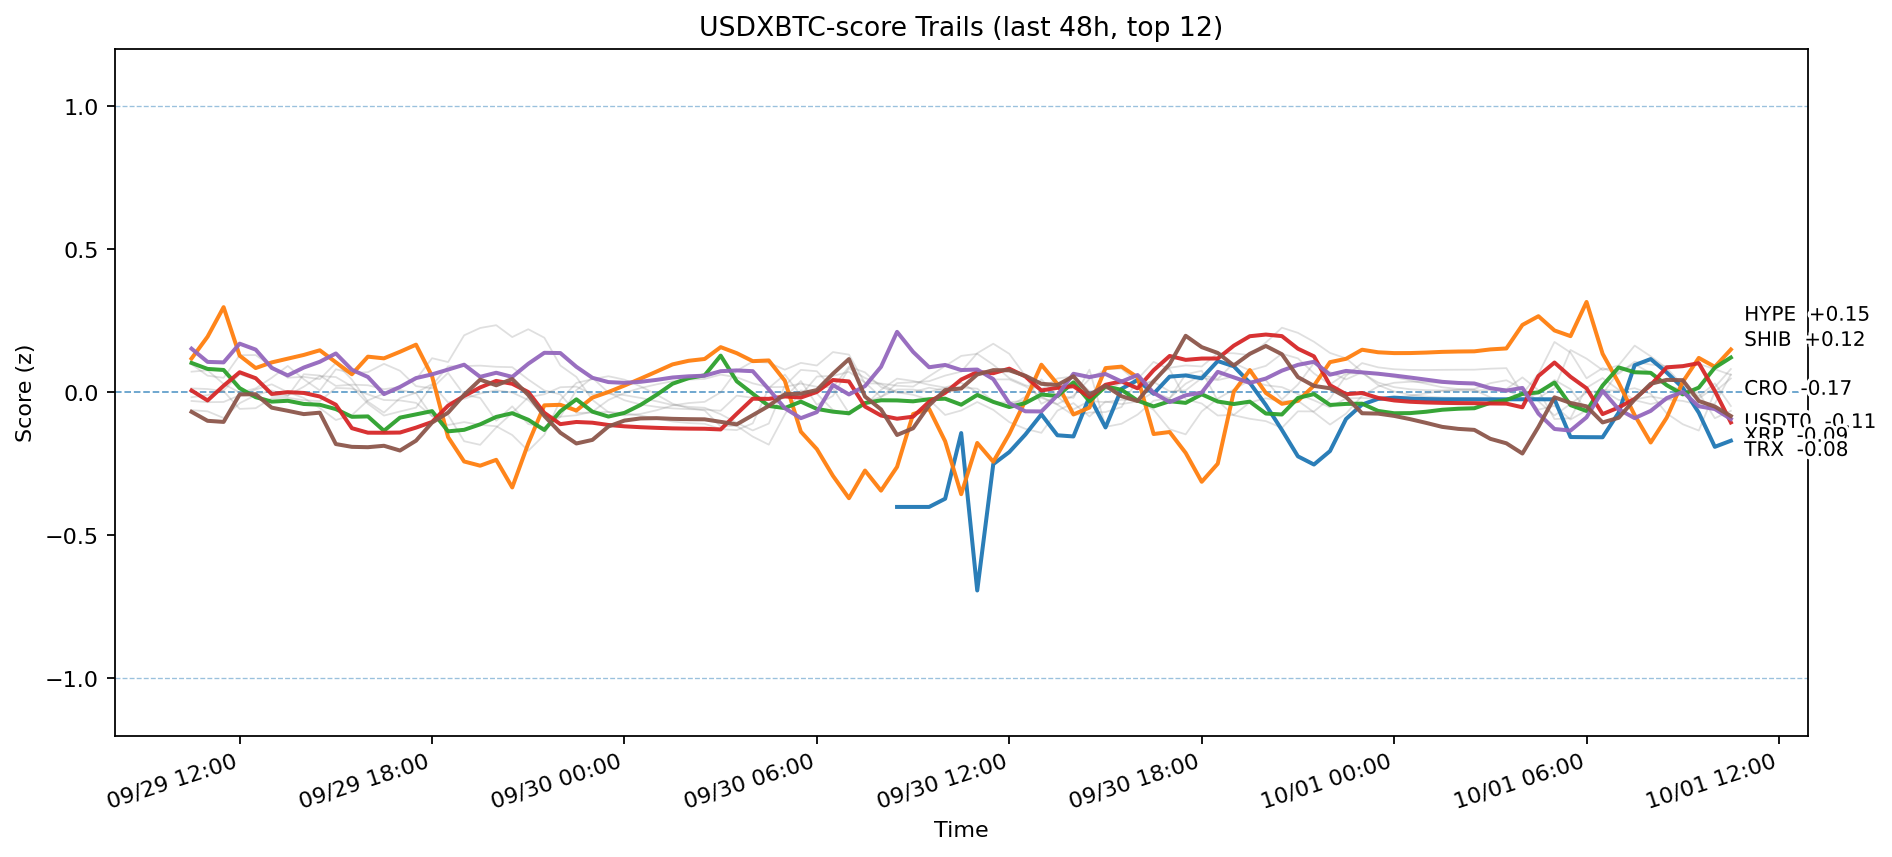 USDXBTC-score Trails (last 48h, top 12)
Score (z)
1.0
0.5
0.0
−0.5
−1.0
HYPE +0.15
SHIB +0.12
CRO -0.17
USDT0 -0.11
XRP -0.09
TRX -0.08
09/29 12:00
09/29 18:00
09/30 00:00
09/30 06:00
09/30 12:00
09/30 18:00
10/01 00:00
10/01 06:00
10/01 12:00
Time